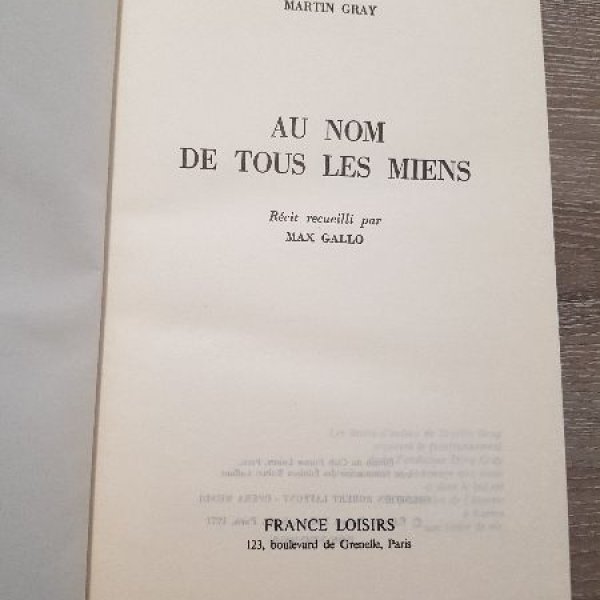 MARTIN GRAY
AU NOM
DE TOUS LES MIENS
Récit recueilli par
MAX GALLO
FRANCE LOISIRS
123, boulevard de Grenelle, Paris